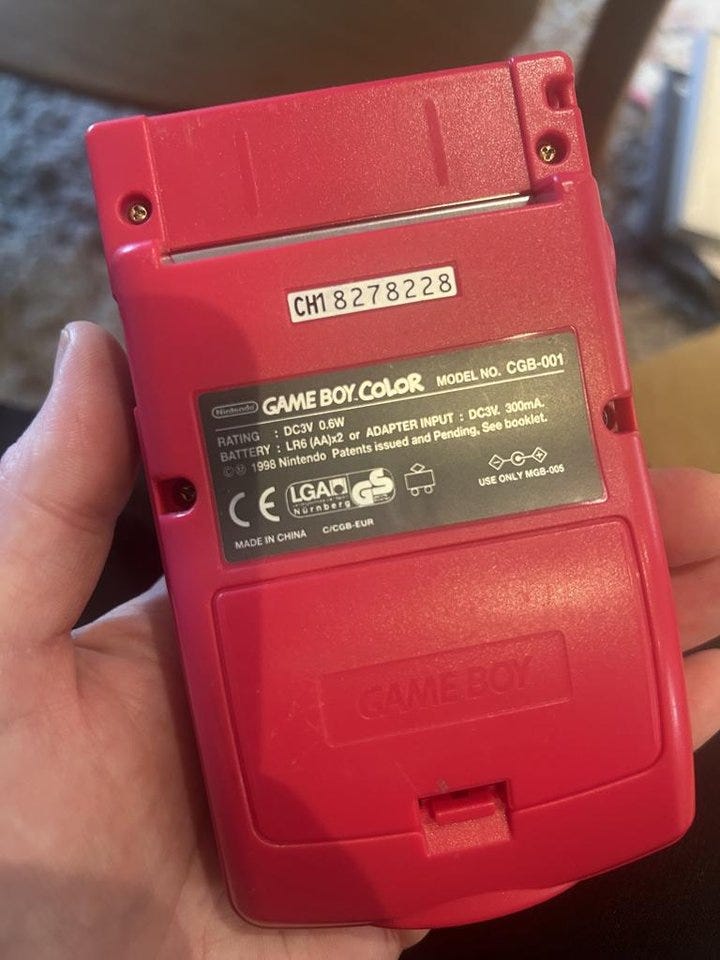 CH1 8278228
Nintendo GAME BOY COLOR MODEL NO. CGB-001
RATING : DC3V 0.6W
BATTERY : LR6 (AA)x2 or ADAPTER INPUT : DC3V. 300mA.
©Ⓟ 1998 Nintendo Patents issued and Pending, See booklet.
CE LGA GS
Nürnberg
USE ONLY MGB-005
MADE IN CHINA C/CGB-EUR
GAME BOY